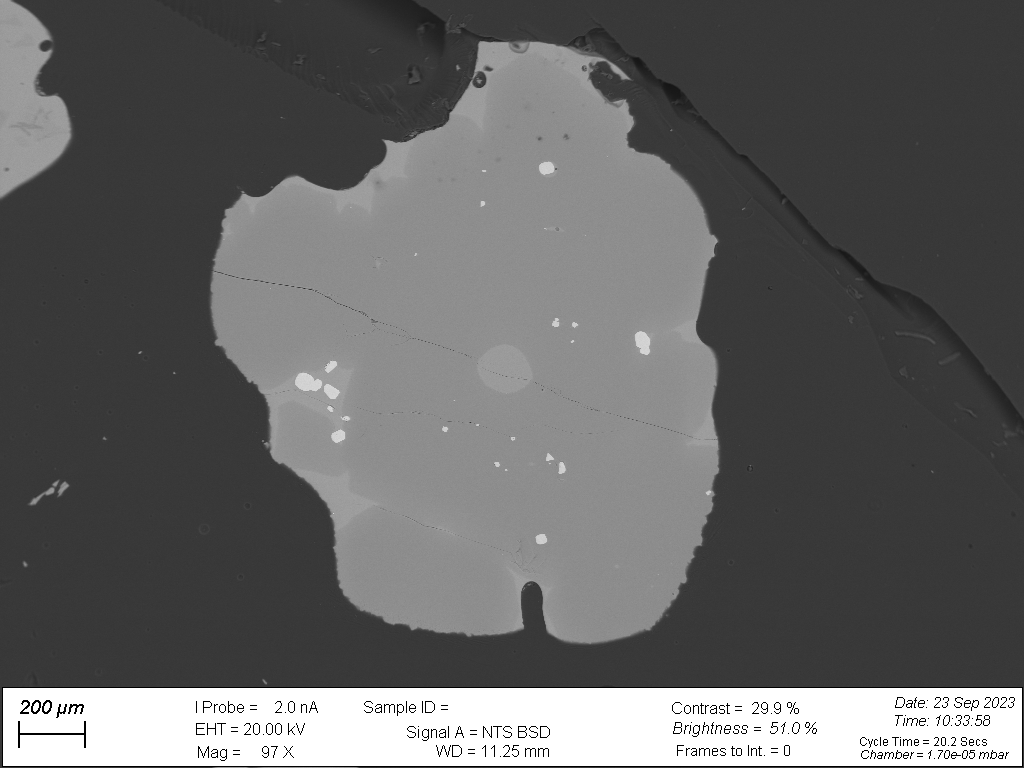 200 µm
I Probe = 2.0 nA
EHT = 20.00 kV
Mag = 97 X
Sample ID =
Signal A = NTS BSD
WD = 11.25 mm
Contrast = 29.9 %
Brightness = 51.0 %
Frames to Int. = 0
Date: 23 Sep 2023
Time: 10:33:58
Cycle Time = 20.2 Secs
Chamber = 1.70e-05 mbar